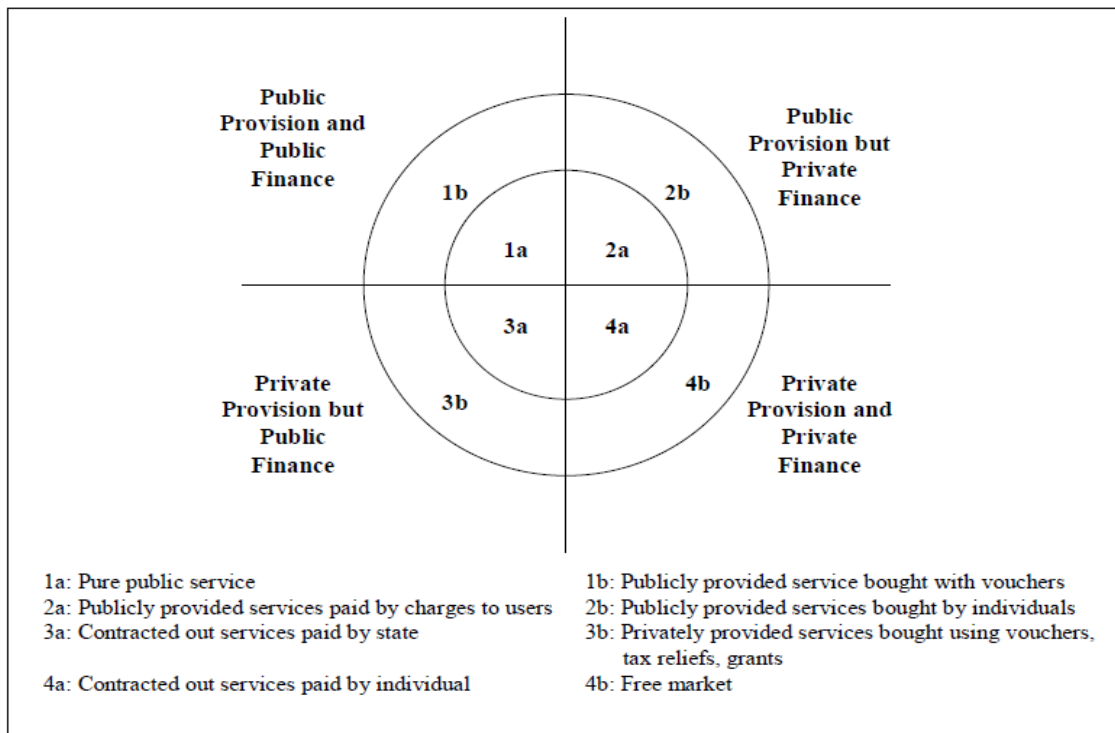 Public
Provision and
Public
Finance
Public
Provision but
Private
Finance
1b
2b
1a
2a
3a
4a
3b
4b
Private
Provision but
Public
Finance
Private
Provision and
Private
Finance
1a: Pure public service
2a: Publicly provided services paid by charges to users
3a: Contracted out services paid by state
4a: Contracted out services paid by individual
1b: Publicly provided service bought with vouchers
2b: Publicly provided services bought by individuals
3b: Privately provided services bought using vouchers,
tax reliefs, grants
4b: Free market